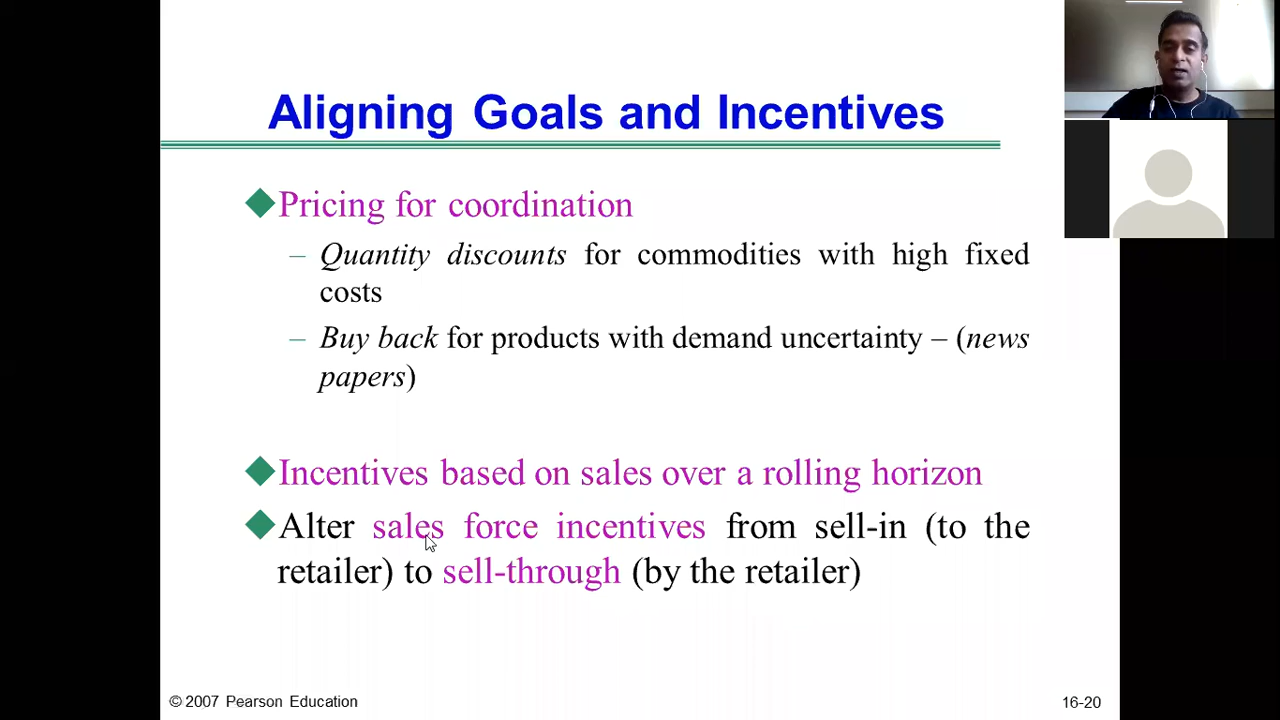 Aligning Goals and Incentives
Pricing for coordination
– Quantity discounts for commodities with high fixed
costs
– Buy back for products with demand uncertainty – (news
papers)
Incentives based on sales over a rolling horizon
Alter sales force incentives from sell-in (to the
retailer) to sell-through (by the retailer)
© 2007 Pearson Education
16-20